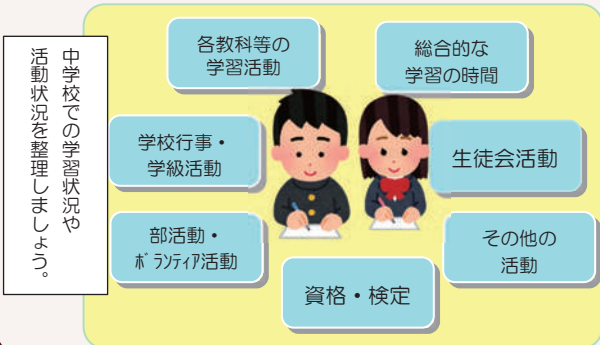 中学校での学習状況や
活動状況を整理しましょう。
各教科等の
学習活動
総合的な
学習の時間
学校行事・
学級活動
生徒会活動
部活動・
ﾎﾞﾗﾝﾃｨｱ活動
その他の
活動
資格・検定